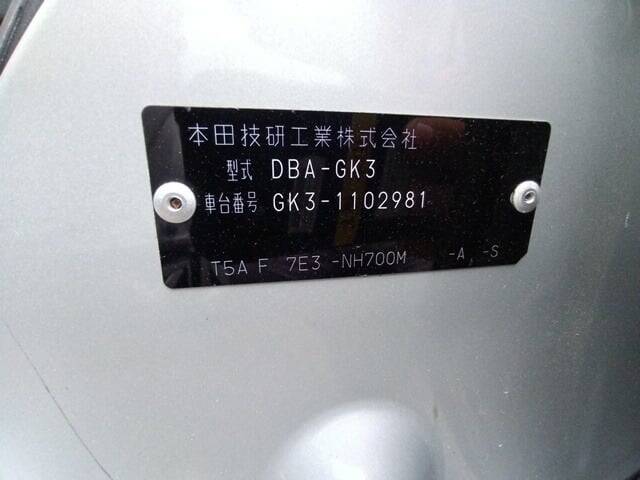 本田技研工業株式会社
型式 DBA-GK3
車台番号 GK3-1102981
T5A F 7E3 -NH700M -A, -S